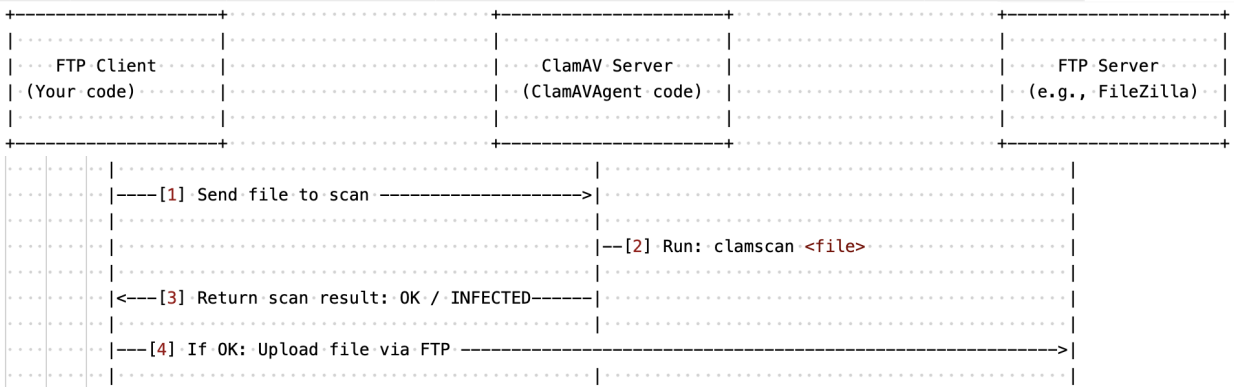 FTP Client ClamAV Server FTP Server
(Your code) (ClamAVAgent code) (e.g., FileZilla)
[1] Send file to scan
[2] Run: clamscan <file>
[3] Return scan result: OK / INFECTED
[4] If OK: Upload file via FTP